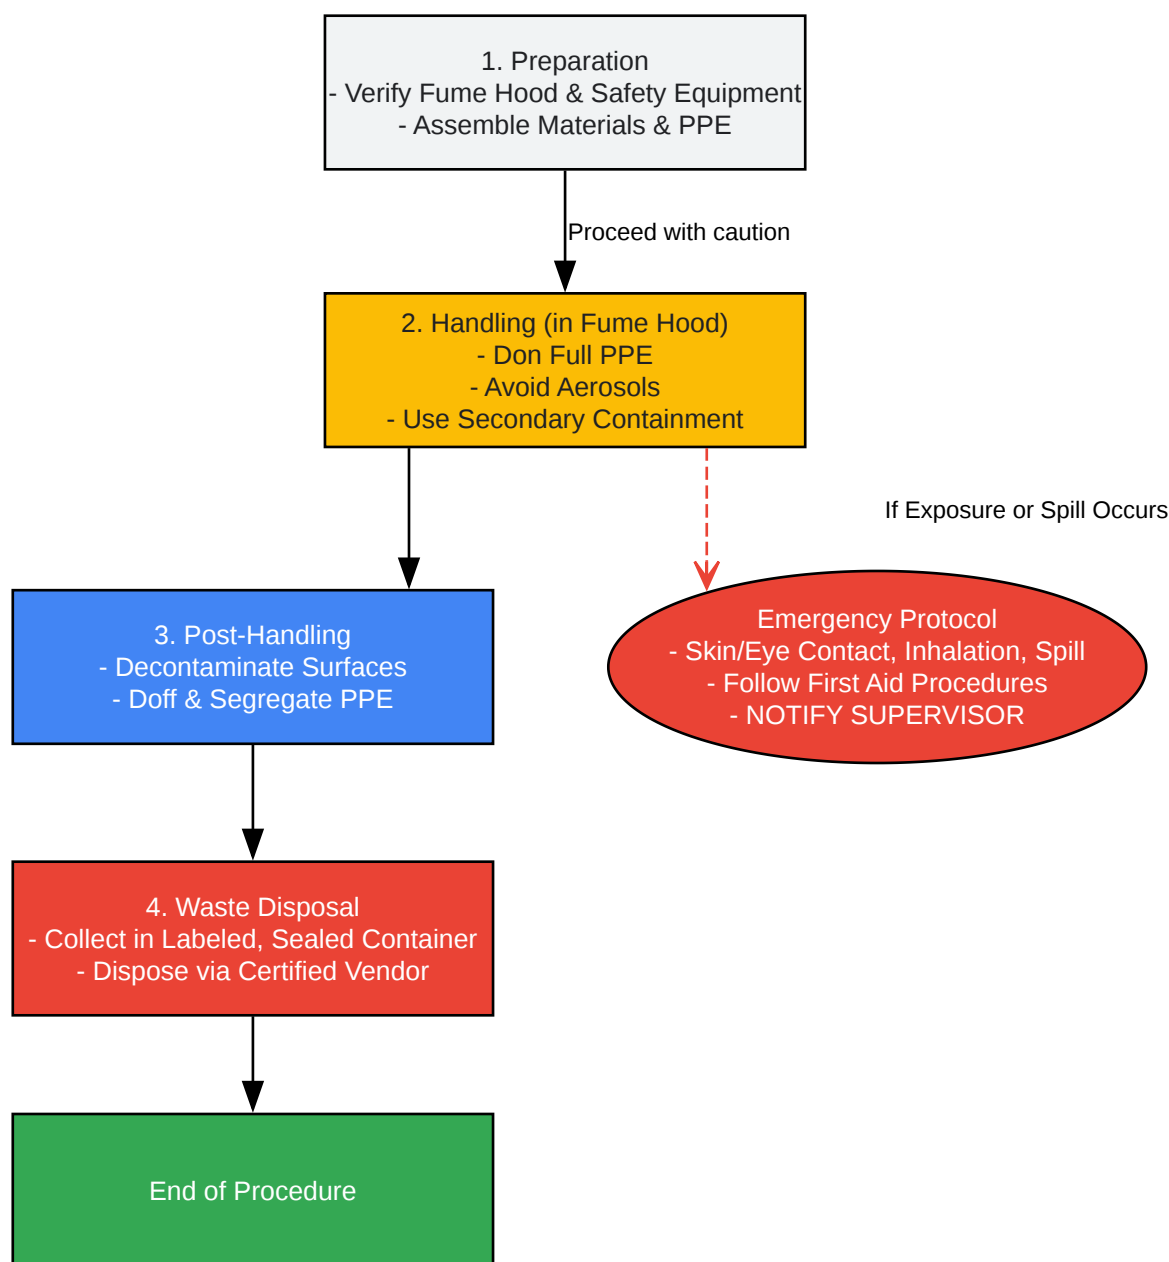 1. Preparation
- Verify Fume Hood & Safety Equipment
- Assemble Materials & PPE
Proceed with caution
2. Handling (in Fume Hood)
- Don Full PPE
- Avoid Aerosols
- Use Secondary Containment
If Exposure or Spill Occurs
3. Post-Handling
- Decontaminate Surfaces
- Doff & Segregate PPE
Emergency Protocol
- Skin/Eye Contact, Inhalation, Spill
- Follow First Aid Procedures
- NOTIFY SUPERVISOR
4. Waste Disposal
- Collect in Labeled, Sealed Container
- Dispose via Certified Vendor
End of Procedure